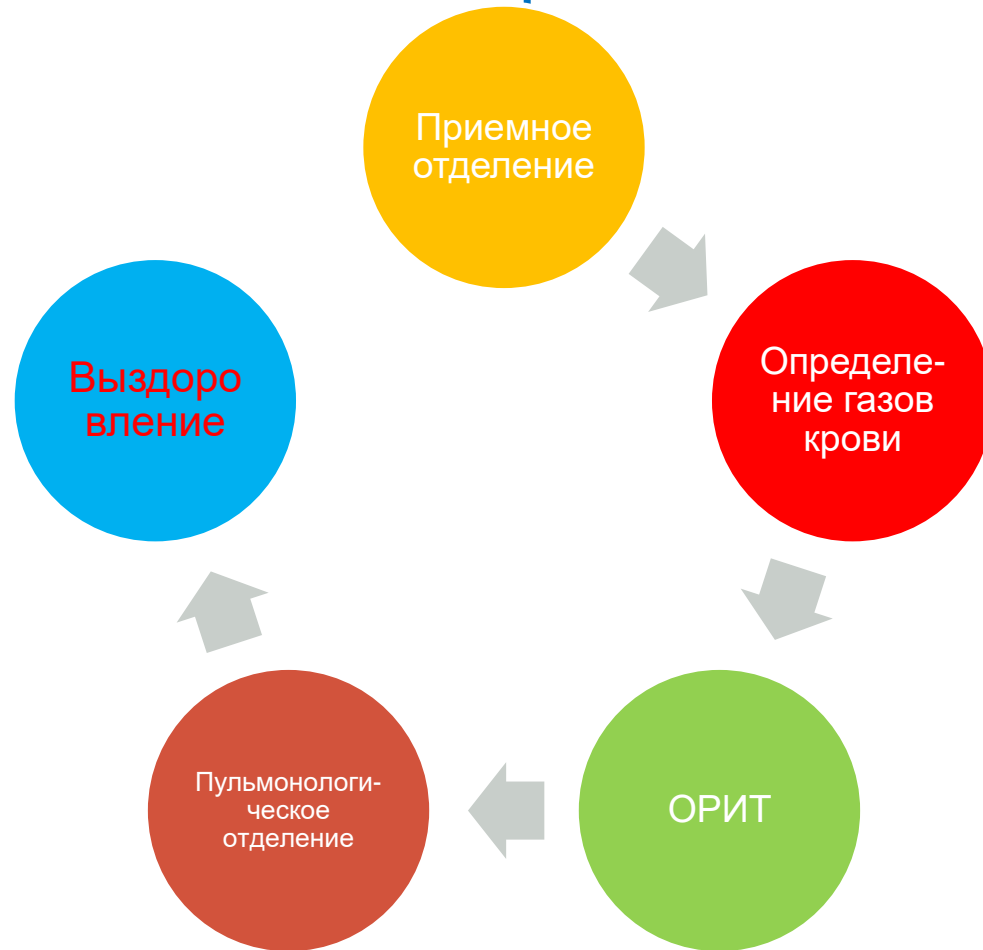 Приемное
отделение
Определе-
ние газов
крови
ОРИТ
Пульмонологи-
ческое
отделение
Выздоро
вление